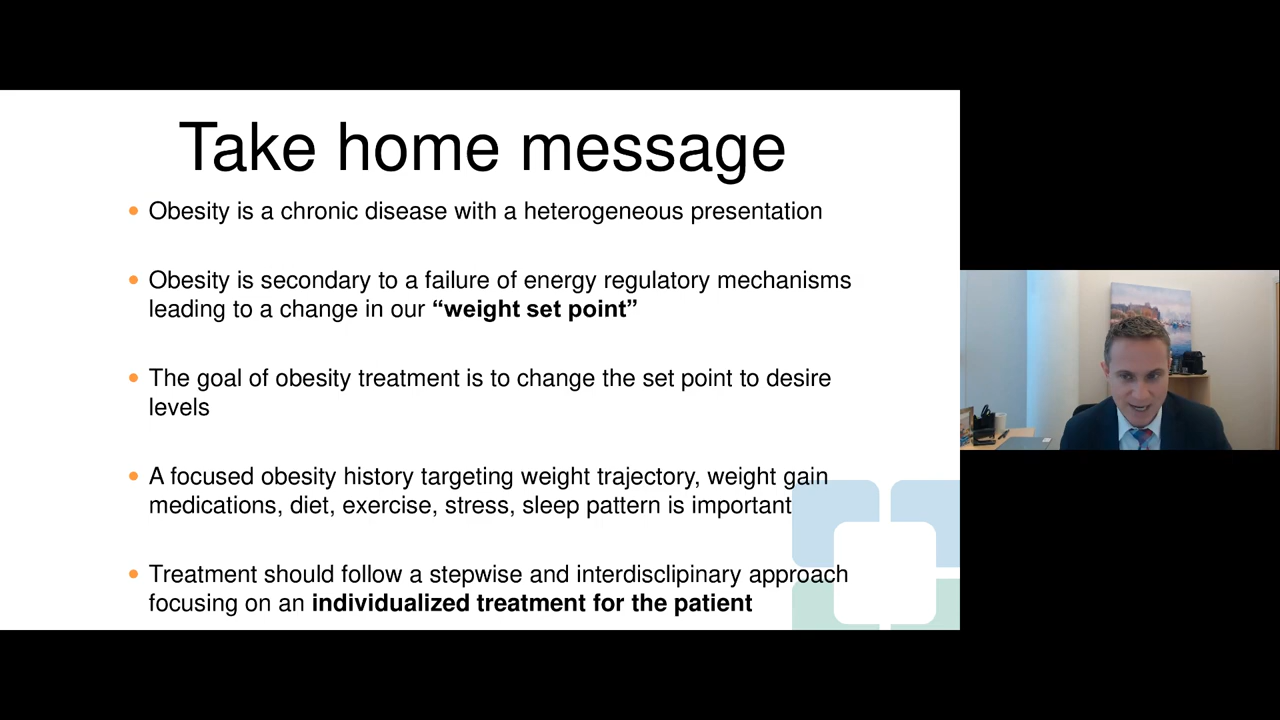 Take home message
• Obesity is a chronic disease with a heterogeneous presentation
• Obesity is secondary to a failure of energy regulatory mechanisms
leading to a change in our “weight set point”
• The goal of obesity treatment is to change the set point to desire
levels
• A focused obesity history targeting weight trajectory, weight gain
medications, diet, exercise, stress, sleep pattern is important
• Treatment should follow a stepwise and interdisclipinary approach
focusing on an individualized treatment for the patient